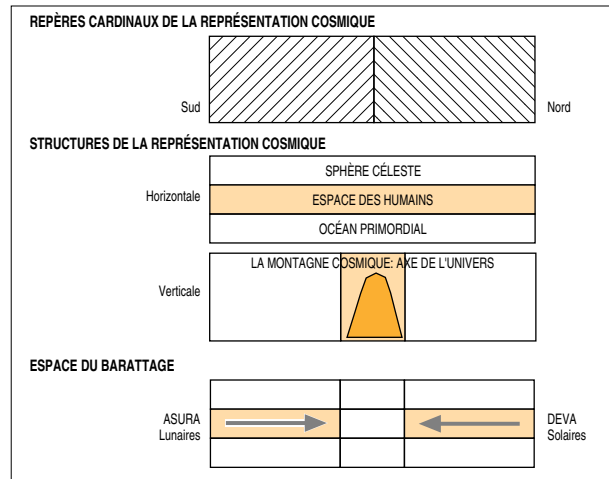 REPÈRES CARDINAUX DE LA REPRÉSENTATION COSMIQUE
Sud
Nord
STRUCTURES DE LA REPRÉSENTATION COSMIQUE
SPHÈRE CÉLESTE
Horizontale
ESPACE DES HUMAINS
OCÉAN PRIMORDIAL
LA MONTAGNE COSMIQUE: AXE DE L'UNIVERS
Verticale
ESPACE DU BARATTAGE
ASURA
Lunaires
DEVA
Solaires